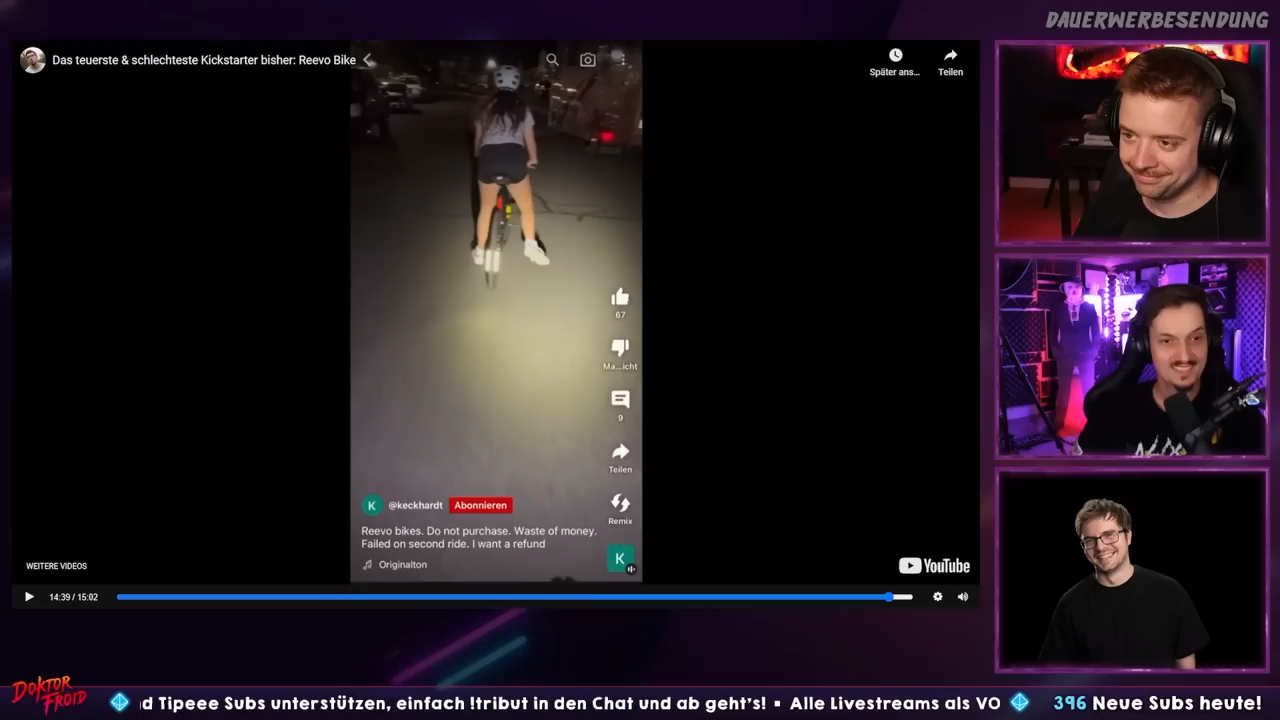 DAUERWERBESENDUNG
Das teuerste & schlechteste Kickstarter bisher: Reevo Bike
Später ans...
Teilen
67
Ma...icht
9
Teilen
Remix
K
@keckhardt
Abonnieren
Reevo bikes. Do not purchase. Waste of money.
Failed on second ride. I want a refund
K
Originalton
WEITERE VIDEOS
YouTube
14:39 / 15:02
DOKTOR
FROID
d Tipeee Subs unterstützen, einfach !tribut in den Chat und ab geht's! ▪ Alle Livestreams als VO
396 Neue Subs heute!